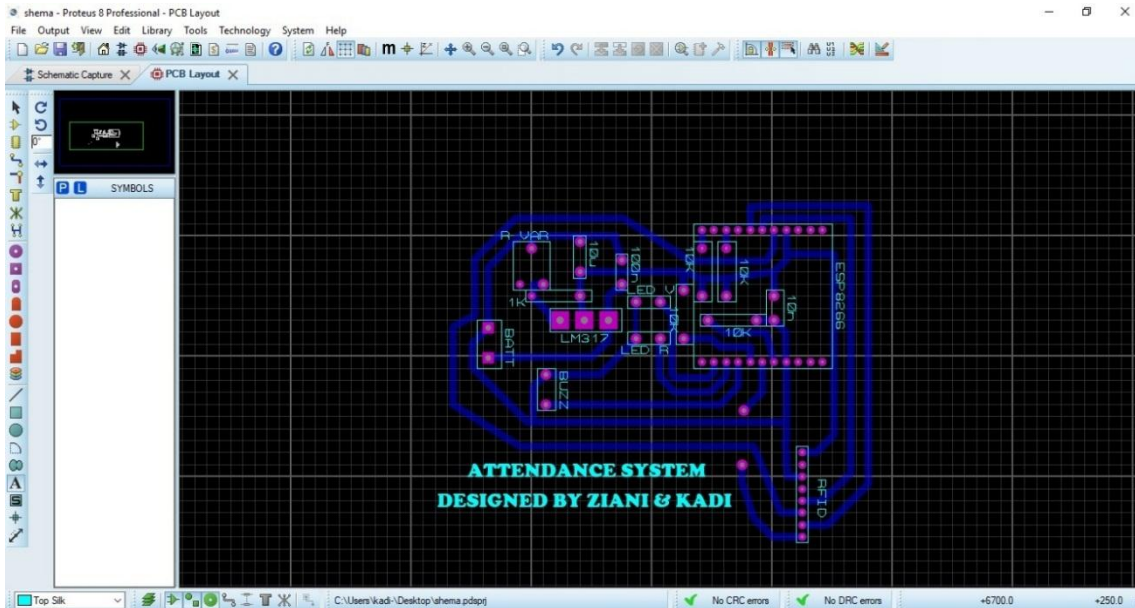 shema - Proteus 8 Professional - PCB Layout
File Output View Edit Library Tools Technology System Help
Schematic Capture
PCB Layout
0°
P L SYMBOLS
R VAR
10u
100n
10K
10K
ESP8266
1K
LED V
10K
10n
10K
LM317
LED R
BATT
BUZZ
ATTENDANCE SYSTEM
DESIGNED BY ZIANI & KADI
RFID
Top Silk
C:\Users\kadi-\Desktop\shema.pdsprj
No CRC errors
No DRC errors
+6700.0
+250.0